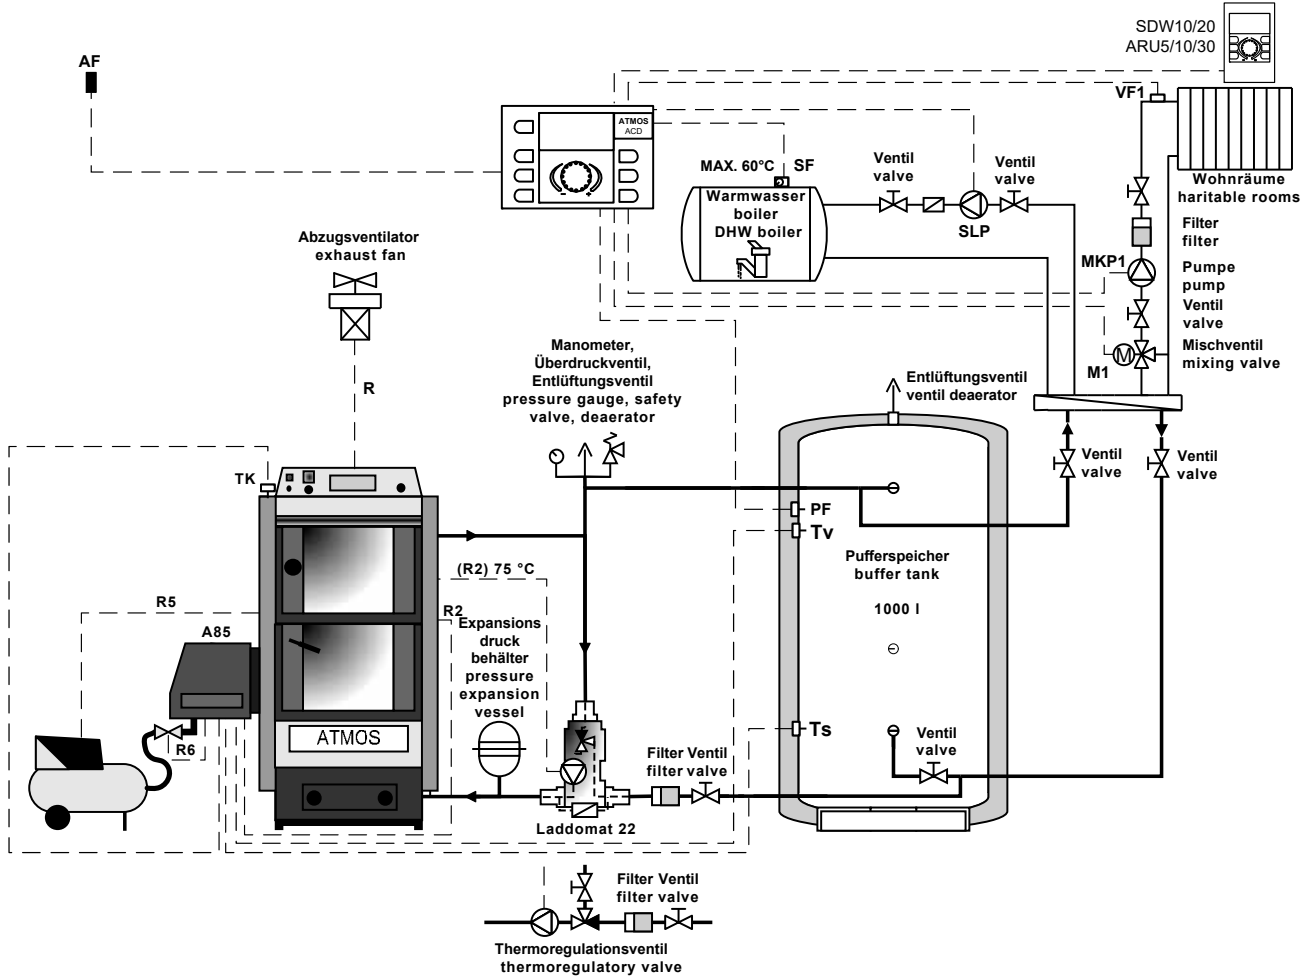 SDW10/20
ARU5/10/30
AF
VF1
ATMOS
ACD
MAX. 60°C
SF
Ventil
valve
Ventil
valve
Wohnräume
haritable rooms
Warmwasser
boiler
DHW boiler
SLP
Filter
filter
Abzugsventilator
exhaust fan
MKP1
Pumpe
pump
Ventil
valve
Manometer,
Überdruckventil,
Entlüftungsventil
pressure gauge, safety
valve, deaerator
M
Mischventil
mixing valve
M1
R
Entlüftungsventil
ventil deaerator
Ventil
valve
Ventil
valve
TK
PF
Tv
Pufferspeicher
buffer tank
1000 l
(R2) 75 °C
R5
R2
A85
Expansions
druck
behälter
pressure
expansion
vessel
Ts
ATMOS
R6
Ventil
valve
Filter Ventil
filter valve
Laddomat 22
Filter Ventil
filter valve
Thermoregulationsventil
thermoregulatory valve